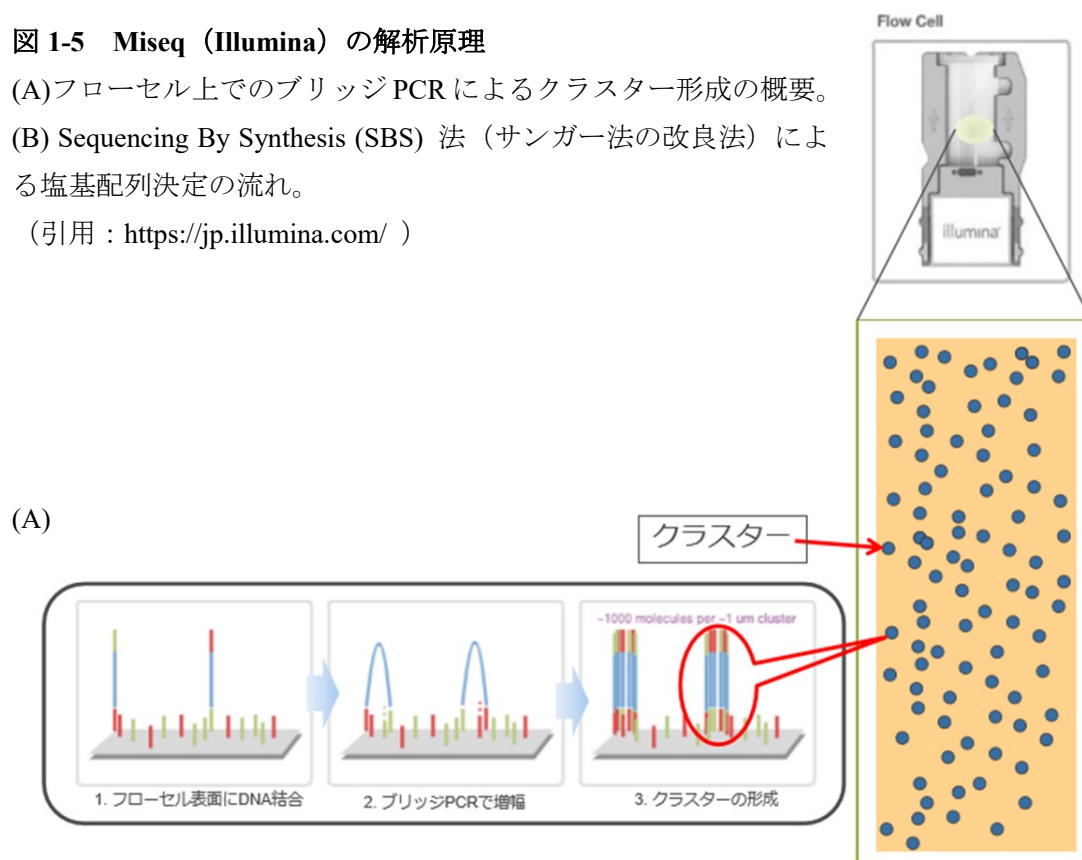 図 1-5 Miseq（Illumina）の解析原理
(A)フローセル上でのブリッジ PCR によるクラスター形成の概要。
(B) Sequencing By Synthesis (SBS) 法（サンガー法の改良法）によ
る塩基配列決定の流れ。
（引用：https://jp.illumina.com/ ）
Flow Cell
illumina
(A)
クラスター
~1000 molecules per ~1 um cluster
1. フローセル表面にDNA結合
2. ブリッジPCRで増幅
3. クラスターの形成